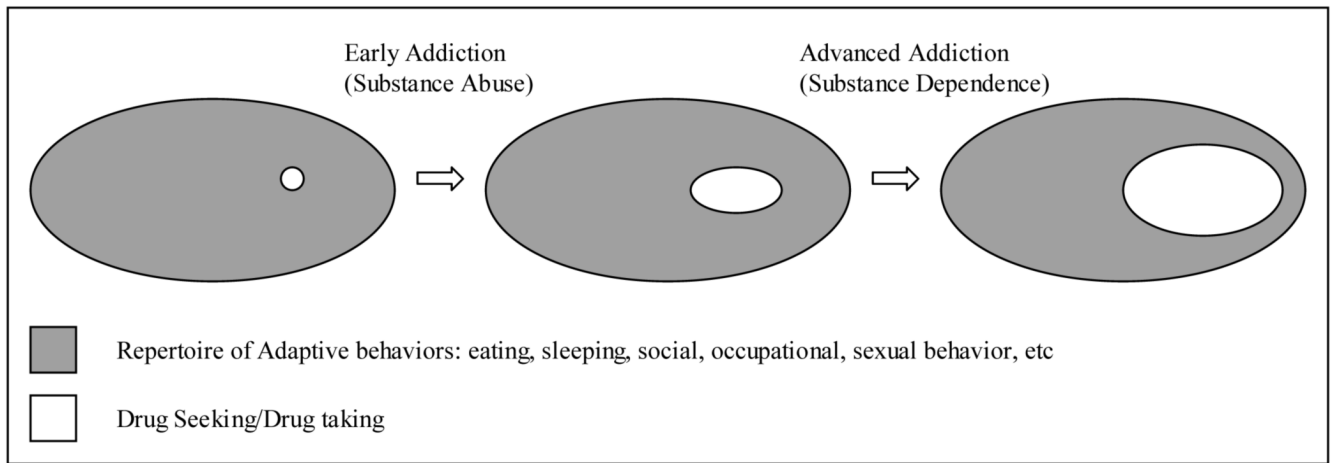 Early Addiction
(Substance Abuse)
Advanced Addiction
(Substance Dependence)
Repertoire of Adaptive behaviors: eating, sleeping, social, occupational, sexual behavior, etc
Drug Seeking/Drug taking